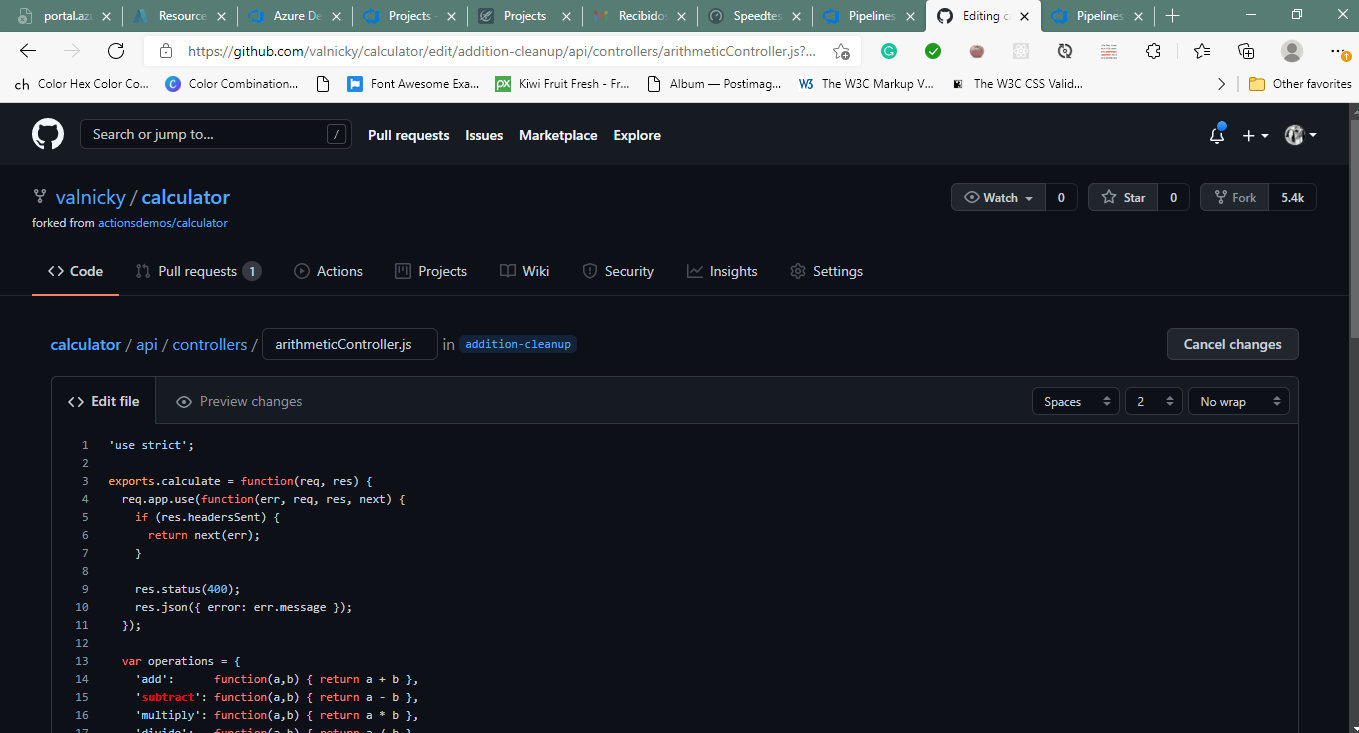 portal.az
Resource
Azure De
Projects -
Projects
Recibidos
Speedtes
Pipelines
Editing c
Pipelines
https://github.com/valnicky/calculator/edit/addition-cleanup/api/controllers/arithmeticController.js?...
ch Color Hex Color Co...
C Color Combination...
Font Awesome Exa...
px Kiwi Fruit Fresh - Fr...
Album — Postimag...
W3 The W3C Markup V...
The W3C CSS Valid...
Other favorites
Search or jump to... /
Pull requests Issues Marketplace Explore
valnicky / calculator
Watch 0 Star 0 Fork 5.4k
forked from actionsdemos/calculator
<> Code Pull requests 1 Actions Projects Wiki Security Insights Settings
calculator / api / controllers / arithmeticController.js in addition-cleanup Cancel changes
<> Edit file Preview changes Spaces 2 No wrap
1 'use strict';
2
3 exports.calculate = function(req, res) {
4 req.app.use(function(err, req, res, next) {
5 if (res.headersSent) {
6 return next(err);
7 }
8
9 res.status(400);
10 res.json({ error: err.message });
11 });
12
13 var operations = {
14 'add': function(a,b) { return a + b },
15 'subtract': function(a,b) { return a - b },
16 'multiply': function(a,b) { return a * b },
17 'divide': function(a,b) { return a / b